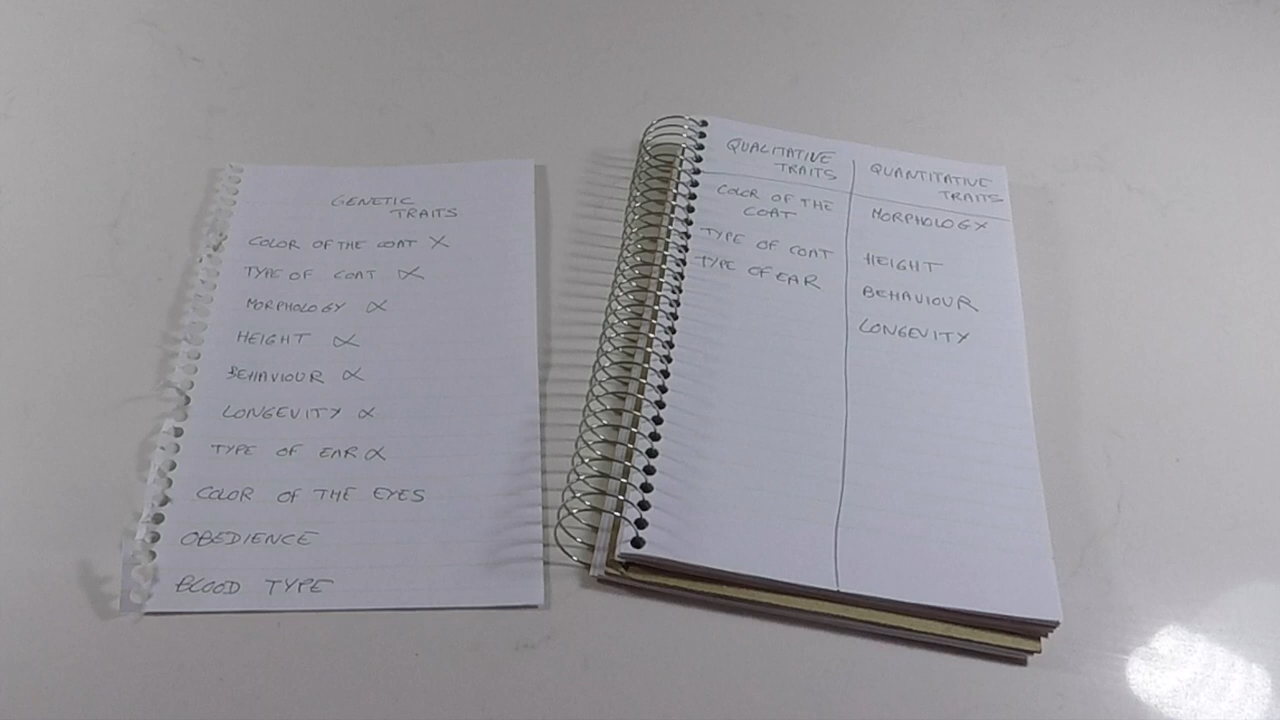 GENETIC
TRAITS
COLOR OF THE COAT X
TYPE OF COAT X
MORPHOLOGY X
HEIGHT X
BEHAVIOUR X
LONGEVITY X
TYPE OF EAR X
COLOR OF THE EYES
OBEDIENCE
BLOOD TYPE
QUALITATIVE
TRAITS
COLOR OF THE
COAT
TYPE OF COAT
TYPE OF EAR
QUANTITATIVE
TRAITS
MORPHOLOGY
HEIGHT
BEHAVIOUR
LONGEVITY